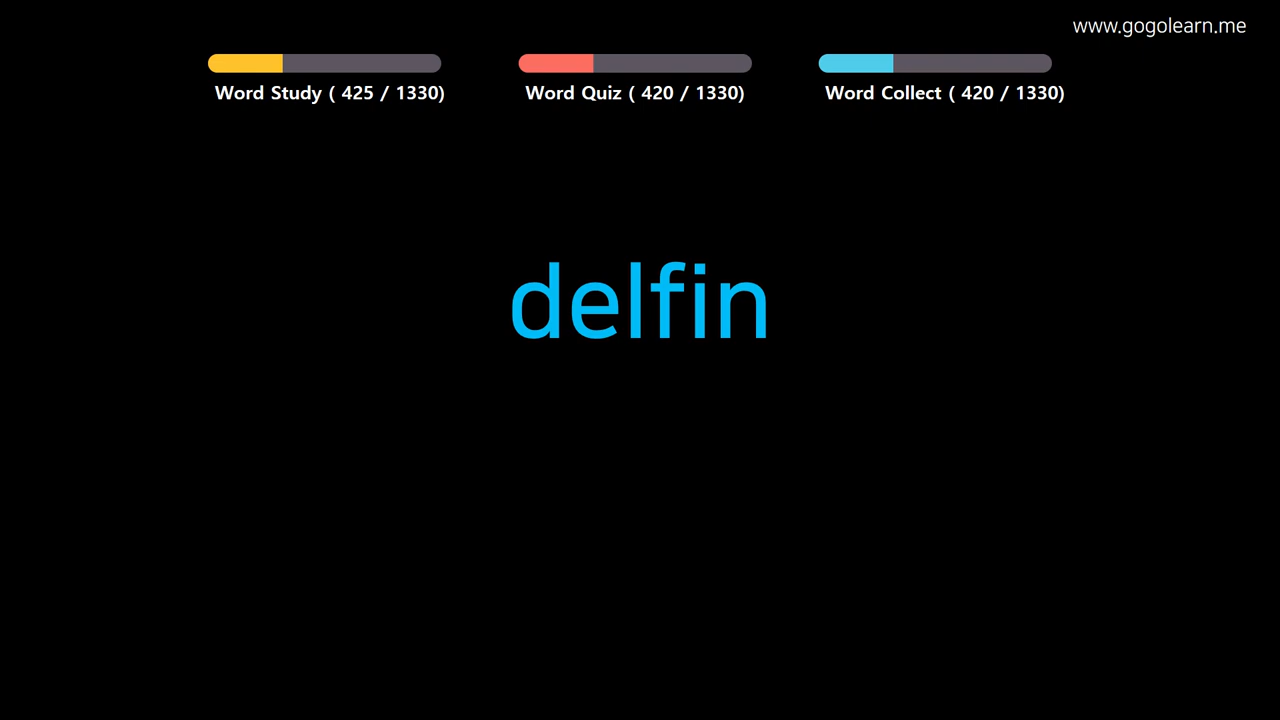 www.gogolearn.me
Word Study ( 425 / 1330)
Word Quiz ( 420 / 1330)
Word Collect ( 420 / 1330)
delfin